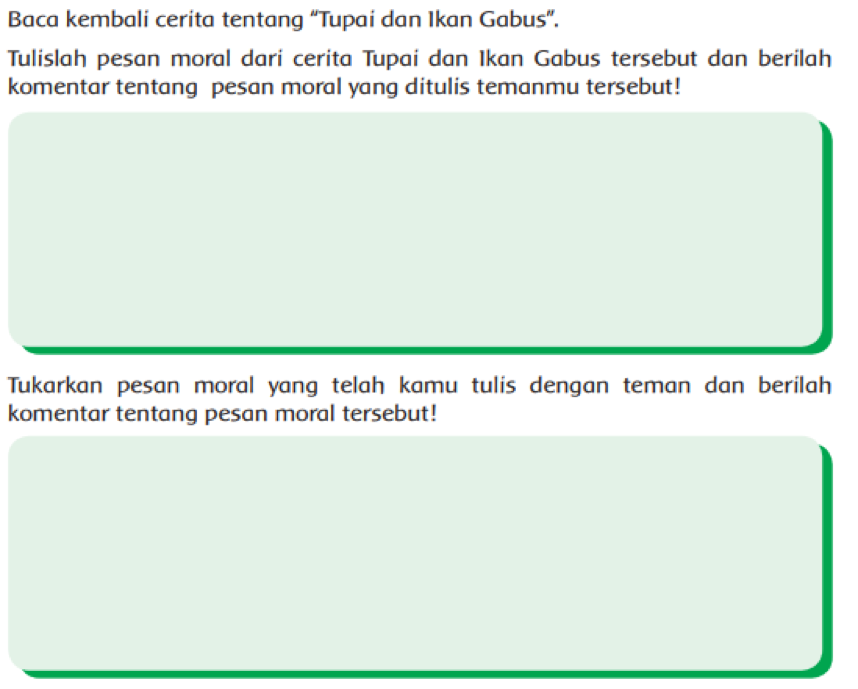 Baca kembali cerita tentang “Tupai dan Ikan Gabus”.
Tulislah pesan moral dari cerita Tupai dan Ikan Gabus tersebut dan berilah
komentar tentang pesan moral yang ditulis temanmu tersebut!
Tukarkan pesan moral yang telah kamu tulis dengan teman dan berilah
komentar tentang pesan moral tersebut!